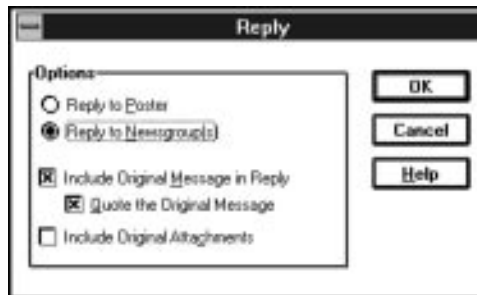 Reply
Options
Reply to Poster
Reply to Newsgroup(s)
Include Original Message in Reply
Quote the Original Message
Include Original Attachments
OK
Cancel
Help